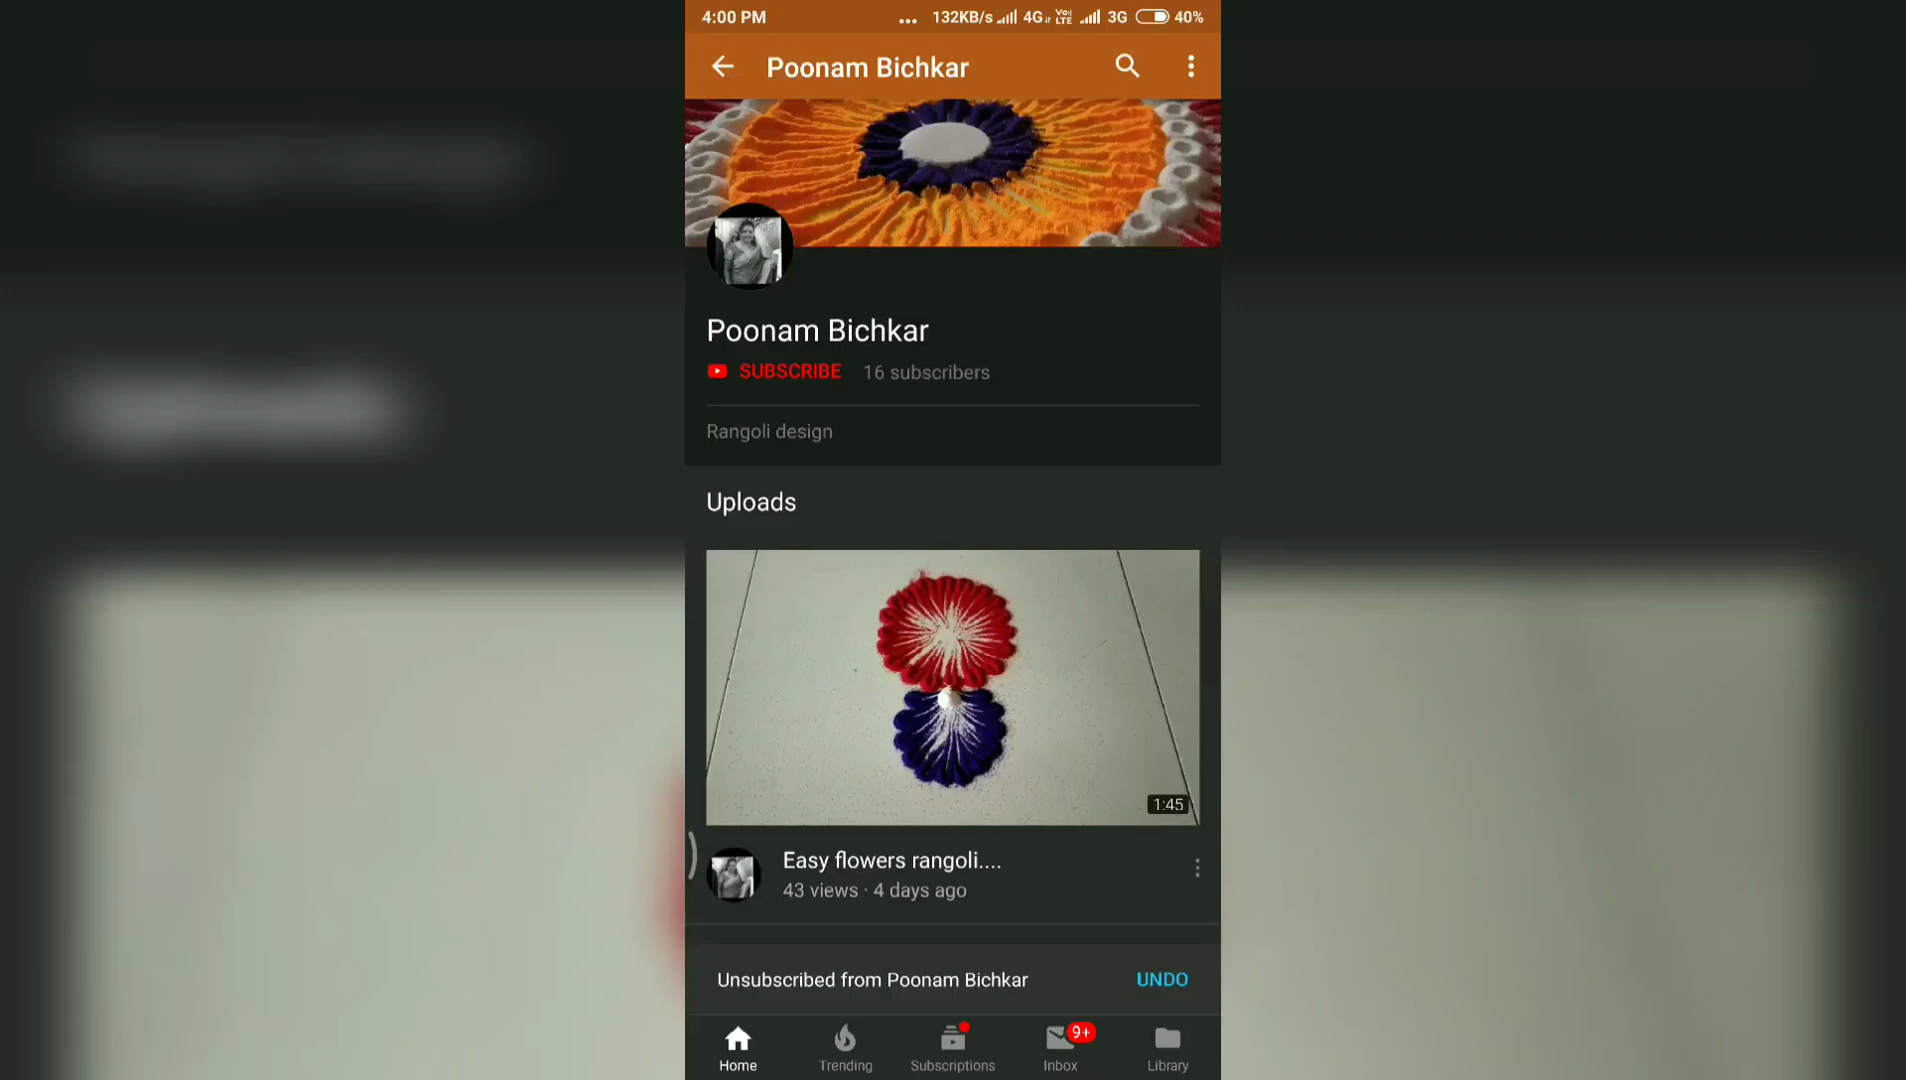 4:00 PM ... 132KB/s 4G VoLTE 3G 40%
Poonam Bichkar
Poonam Bichkar
SUBSCRIBE 16 subscribers
Rangoli design
Uploads
1:45
Easy flowers rangoli....
43 views · 4 days ago
Unsubscribed from Poonam Bichkar UNDO
9+
Home Trending Subscriptions Inbox Library